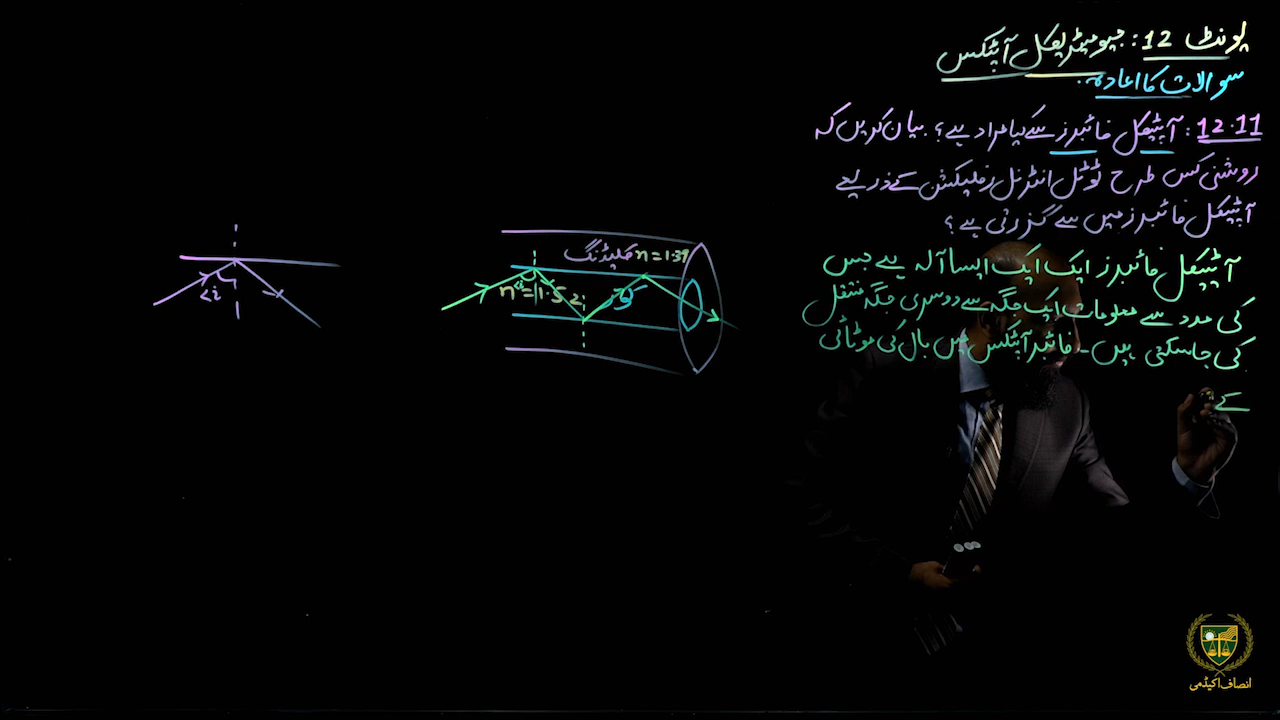 یونٹ 12: جیومیٹریکل آپٹکس
سوالات کا اعادہ:
12.11: آپٹیکل فائبرز سے کیا مراد ہے؟ بیان کریں کہ
روشنی کس طرح ٹوٹل انٹرنل رفلیکشن کے ذریعے
آپٹیکل فائبرز میں سے گزرتی ہے؟
آپٹیکل فائبرز ایک ایک ایسا آلہ ہے جس
کی مدد سے معلومات ایک جگہ سے دوسری جگہ منتقل
کی جاسکتی ہیں۔ فائبر آپٹکس میں بال کی موٹائی
کے
کلیڈنگ n=1.39
n=1.52
<i
<i
انصاف اکیڈمی